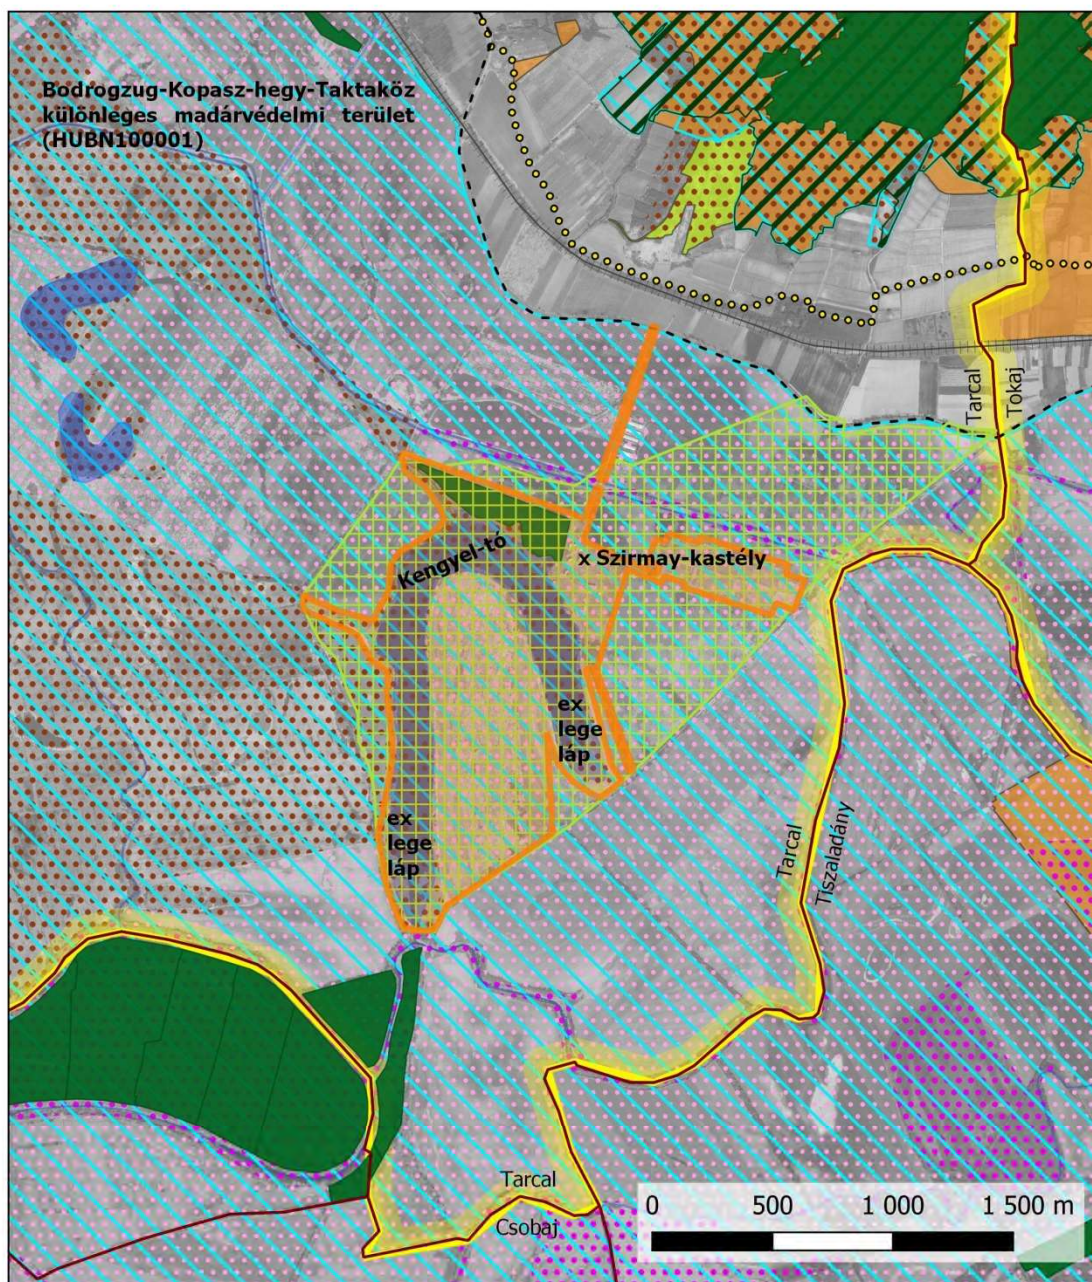 Bodrogzug-Kopasz-hegy-Taktaköz
különleges madárvédelmi terület
(HUBN100001)
Tarcal
Tokaj
Kengyel-tó
x Szirmay-kastély
ex
lege
láp
ex
lege
láp
Tarcal
Tiszaladány
Tarcal
Csobaj
0 500 1 000 1 500 m